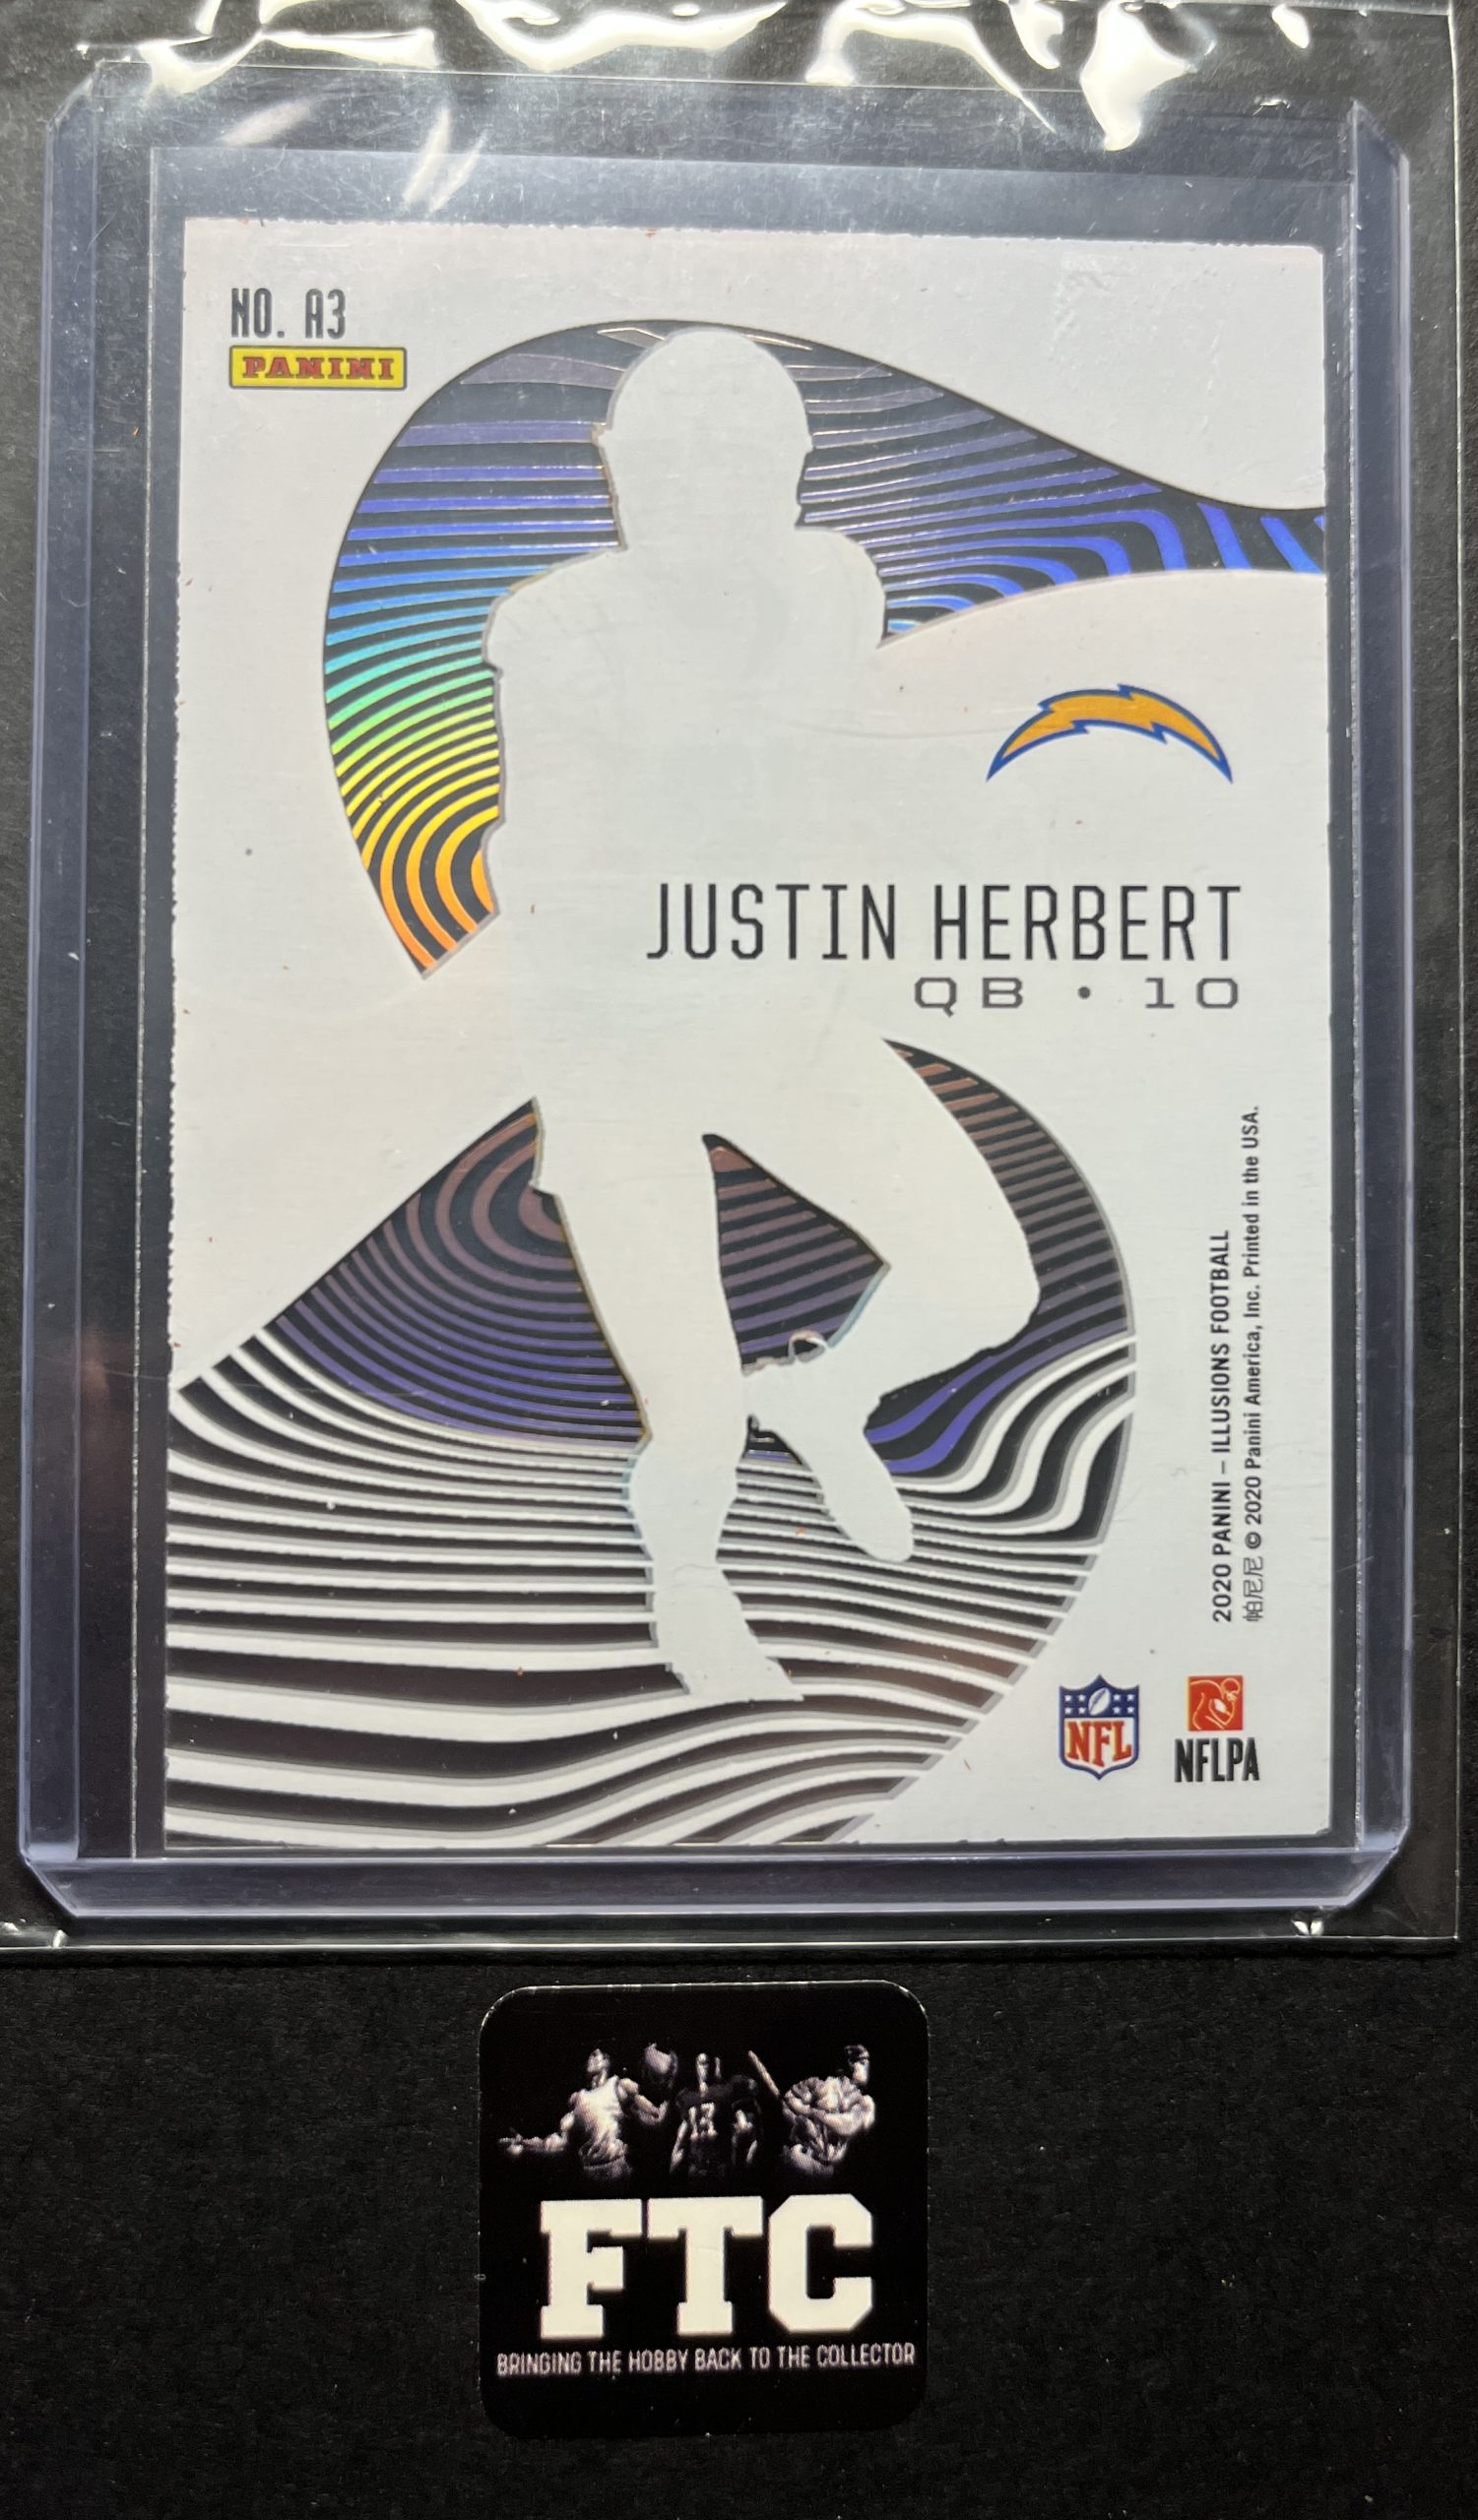 NO. A3
PANINI
JUSTIN HERBERT
QB • 10
2020 PANINI – ILLUSIONS FOOTBALL
帕尼尼 © 2020 Panini America, Inc. Printed in the USA.
NFL
NFLPA
13
FTC
BRINGING THE HOBBY BACK TO THE COLLECTOR